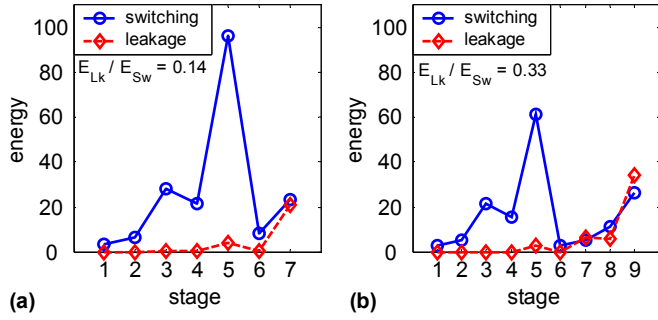 100
80
60
40
20
0
energy
switching
leakage
E_Lk / E_Sw = 0.14
1 2 3 4 5 6 7
stage
(a)
100
80
60
40
20
0
energy
switching
leakage
E_Lk / E_Sw = 0.33
1 2 3 4 5 6 7 8 9
stage
(b)